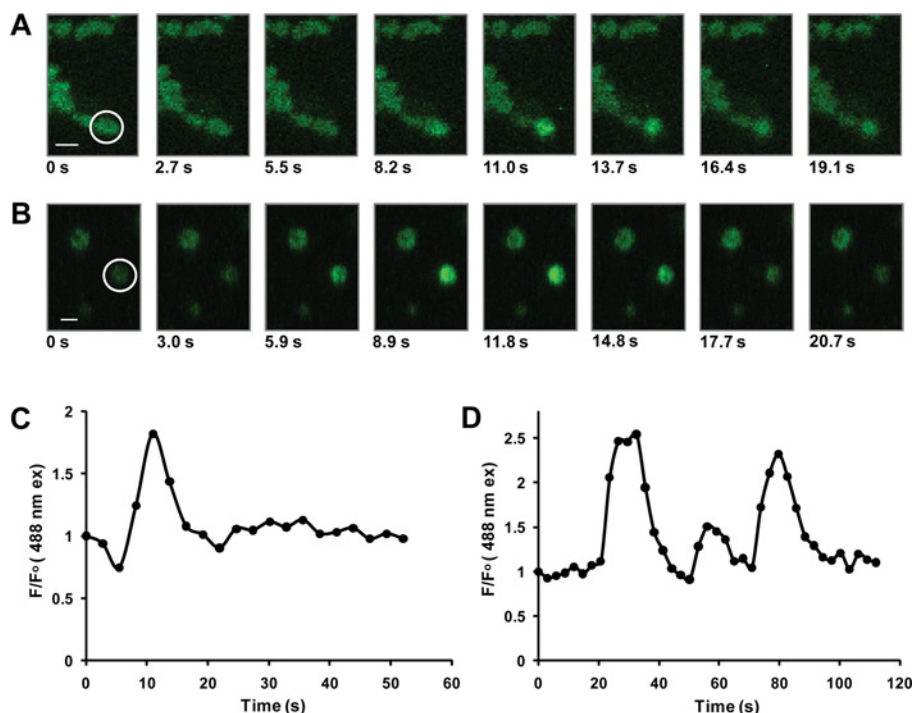 A
0 s 2.7 s 5.5 s 8.2 s 11.0 s 13.7 s 16.4 s 19.1 s
B
0 s 3.0 s 5.9 s 8.9 s 11.8 s 14.8 s 17.7 s 20.7 s
C
F/F⁰ ( 488 nm ex)
2
1.5
1
0.5
0
0 10 20 30 40 50 60
Time (s)
D
F/F⁰ ( 488 nm ex)
2.5
2
1.5
1
0.5
0
0 20 40 60 80 100 120
Time (s)